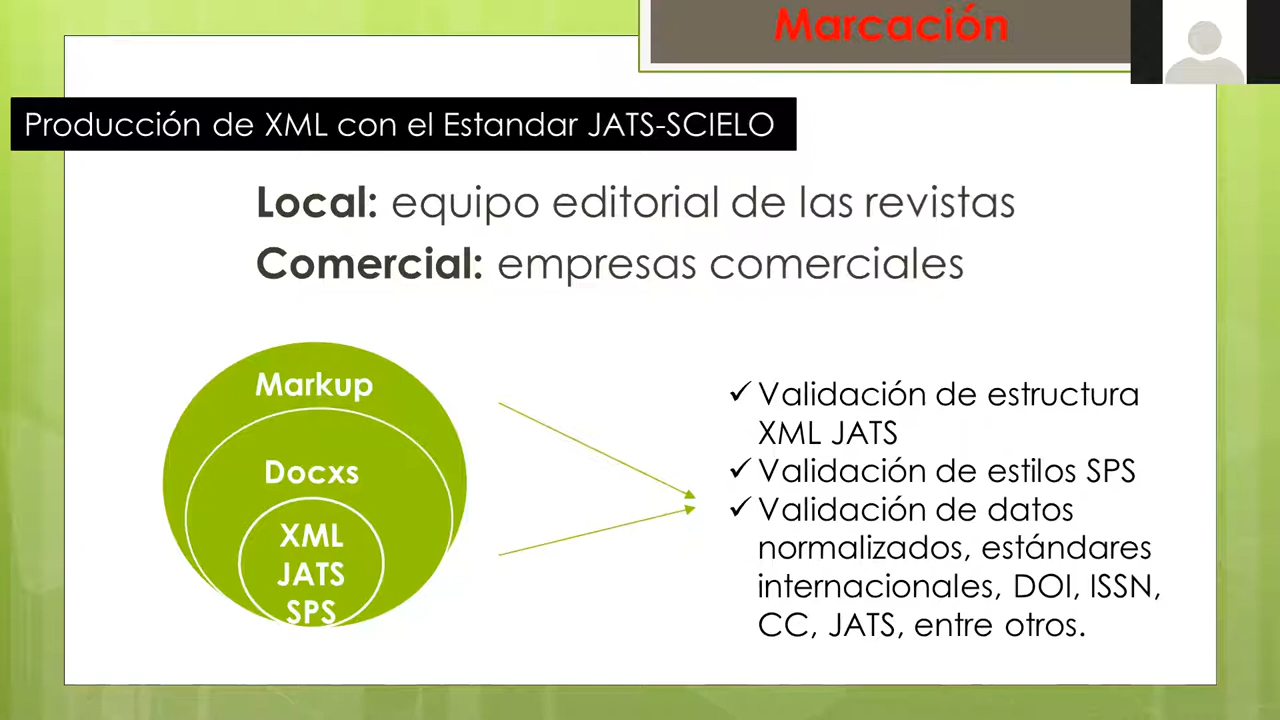 Marcación
Producción de XML con el Estandar JATS-SCIELO
Local: equipo editorial de las revistas
Comercial: empresas comerciales
Markup
Docxs
XML
JATS
SPS
✓ Validación de estructura
XML JATS
✓ Validación de estilos SPS
✓ Validación de datos
normalizados, estándares
internacionales, DOI, ISSN,
CC, JATS, entre otros.